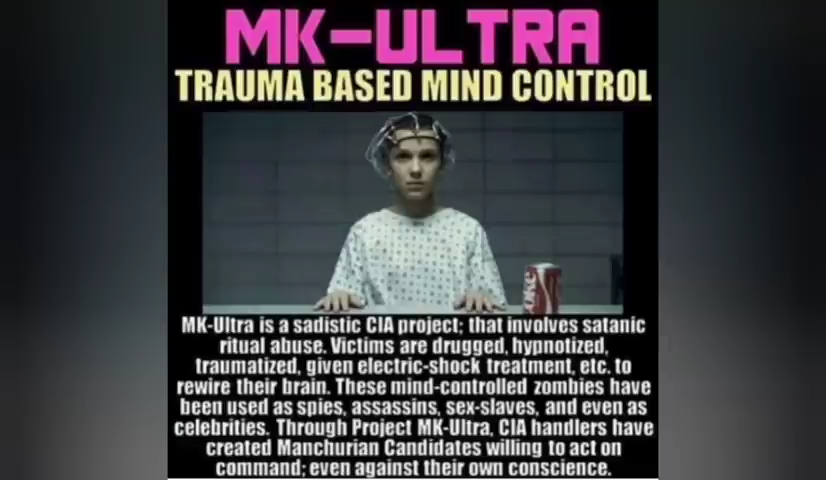 MK-ULTRA
TRAUMA BASED MIND CONTROL
MK-Ultra is a sadistic CIA project; that involves satanic
ritual abuse. Victims are drugged, hypnotized,
traumatized, given electric-shock treatment, etc. to
rewire their brain. These mind-controlled zombies have
been used as spies, assassins, sex-slaves, and even as
celebrities. Through Project MK-Ultra, CIA handlers have
created Manchurian Candidates willing to act on
command; even against their own conscience.